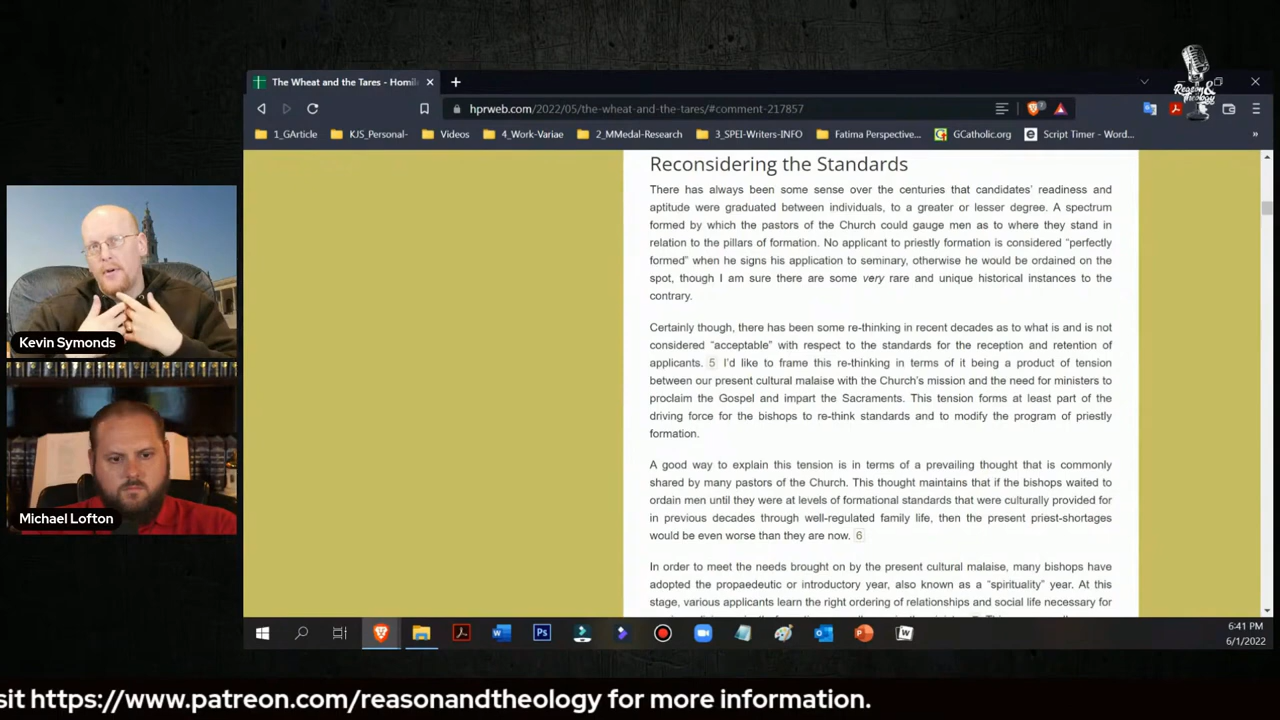 Reason &
Theology
The Wheat and the Tares - Homil
hprweb.com/2022/05/the-wheat-and-the-tares/#comment-217857
1_GArticle
KJS_Personal-
Videos
4_Work-Variae
2_MMedal-Research
3_SPEI-Writers-INFO
Fatima Perspective...
GCatholic.org
Script Timer - Word...
Reconsidering the Standards
There has always been some sense over the centuries that candidates' readiness and
aptitude were graduated between individuals, to a greater or lesser degree. A spectrum
formed by which the pastors of the Church could gauge men as to where they stand in
relation to the pillars of formation. No applicant to priestly formation is considered "perfectly
formed" when he signs his application to seminary, otherwise he would be ordained on the
spot, though I am sure there are some very rare and unique historical instances to the
contrary.
Certainly though, there has been some re-thinking in recent decades as to what is and is not
considered "acceptable" with respect to the standards for the reception and retention of
applicants. 5 I'd like to frame this re-thinking in terms of it being a product of tension
between our present cultural malaise with the Church's mission and the need for ministers to
proclaim the Gospel and impart the Sacraments. This tension forms at least part of the
driving force for the bishops to re-think standards and to modify the program of priestly
formation.
A good way to explain this tension is in terms of a prevailing thought that is commonly
shared by many pastors of the Church. This thought maintains that if the bishops waited to
ordain men until they were at levels of formational standards that were culturally provided for
in previous decades through well-regulated family life, then the present priest-shortages
would be even worse than they are now. 6
In order to meet the needs brought on by the present cultural malaise, many bishops have
adopted the propaedeutic or introductory year, also known as a "spirituality" year. At this
stage, various applicants learn the right ordering of relationships and social life necessary for
Kevin Symonds
Michael Lofton
6:41 PM
6/1/2022
sit https://www.patreon.com/reasonandtheology for more information.